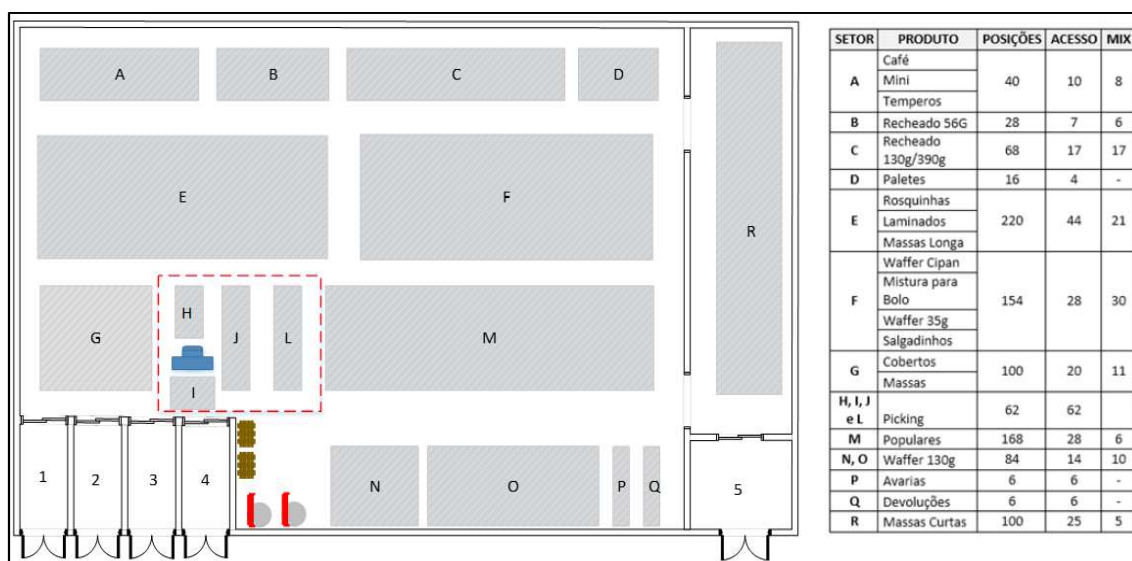 A
B
C
D
E
F
R
G
H
J
L
I
M
1
2
3
4
N
O
P
Q
5
SETOR PRODUTO POSIÇÕES ACESSO MIX
A Café 40 10 8
Mini
Temperos
B Recheado 56G 28 7 6
C Recheado 68 17 17
130g/390g
D Paletes 16 4 -
E Rosquinhas 220 44 21
Laminados
Massas Longa
F Waffer Cipan 154 28 30
Mistura para
Bolo
Waffer 35g
Salgadinhos
G Cobertos 100 20 11
Massas
H, I, J
e L Picking 62 62
M Populares 168 28 6
N, O Waffer 130g 84 14 10
P Avarias 6 6 -
Q Devoluções 6 6 -
R Massas Curtas 100 25 5